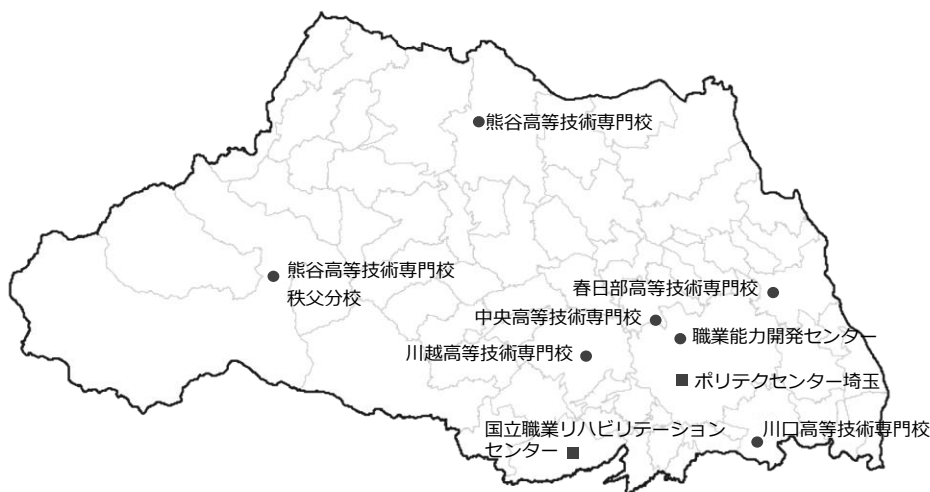 熊谷高等技術専門校
熊谷高等技術専門校
秩父分校
春日部高等技術専門校
中央高等技術専門校
職業能力開発センター
川越高等技術専門校
ポリテクセンター埼玉
国立職業リハビリテーション
センター
川口高等技術専門校